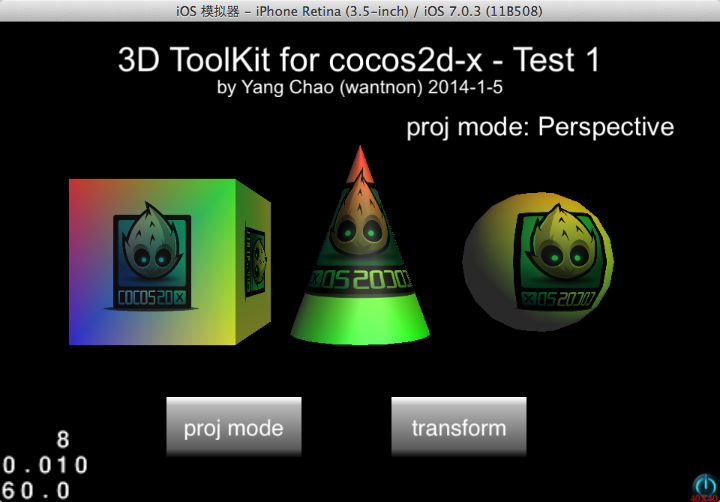 iOS 模拟器 - iPhone Retina (3.5-inch) / iOS 7.0.3 (11B508)
3D ToolKit for cocos2d-x - Test 1
by Yang Chao (wantnon) 2014-1-5
proj mode: Perspective
COCOS2DX
proj mode
transform
8
0.010
60.0
40X40